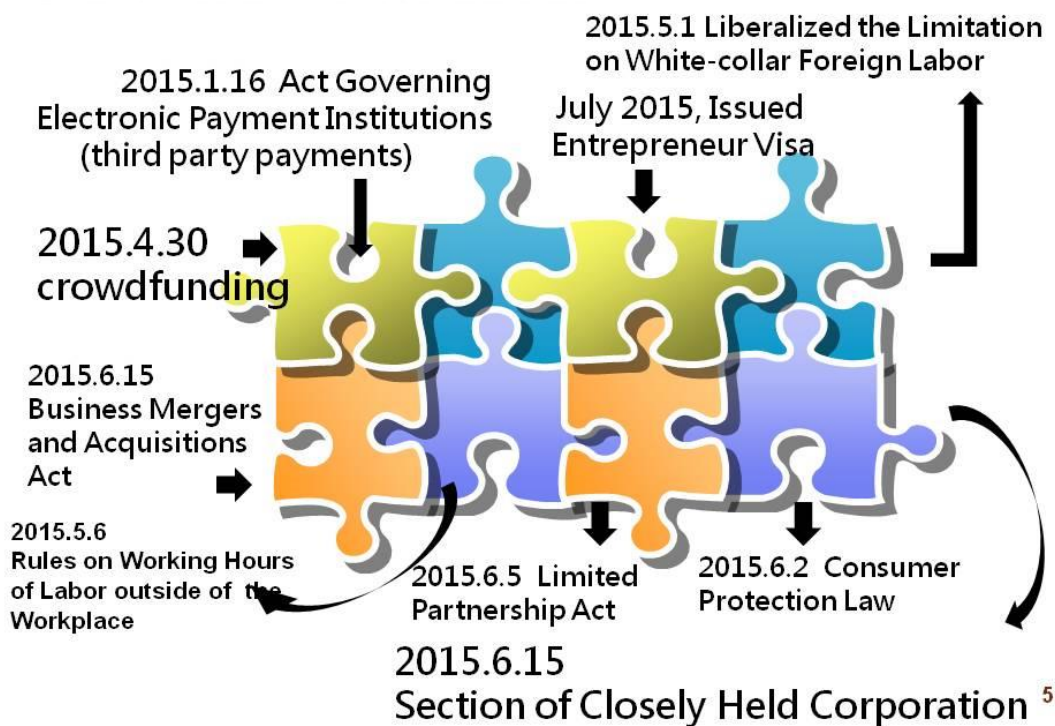 2015.5.1 Liberalized the Limitation
on White-collar Foreign Labor
2015.1.16 Act Governing
Electronic Payment Institutions
(third party payments)
July 2015, Issued
Entrepreneur Visa
2015.4.30
crowdfunding
2015.6.15
Business Mergers
and Acquisitions
Act
2015.5.6
Rules on Working Hours
of Labor outside of the
Workplace
2015.6.5 Limited
Partnership Act
2015.6.2 Consumer
Protection Law
2015.6.15
Section of Closely Held Corporation
5